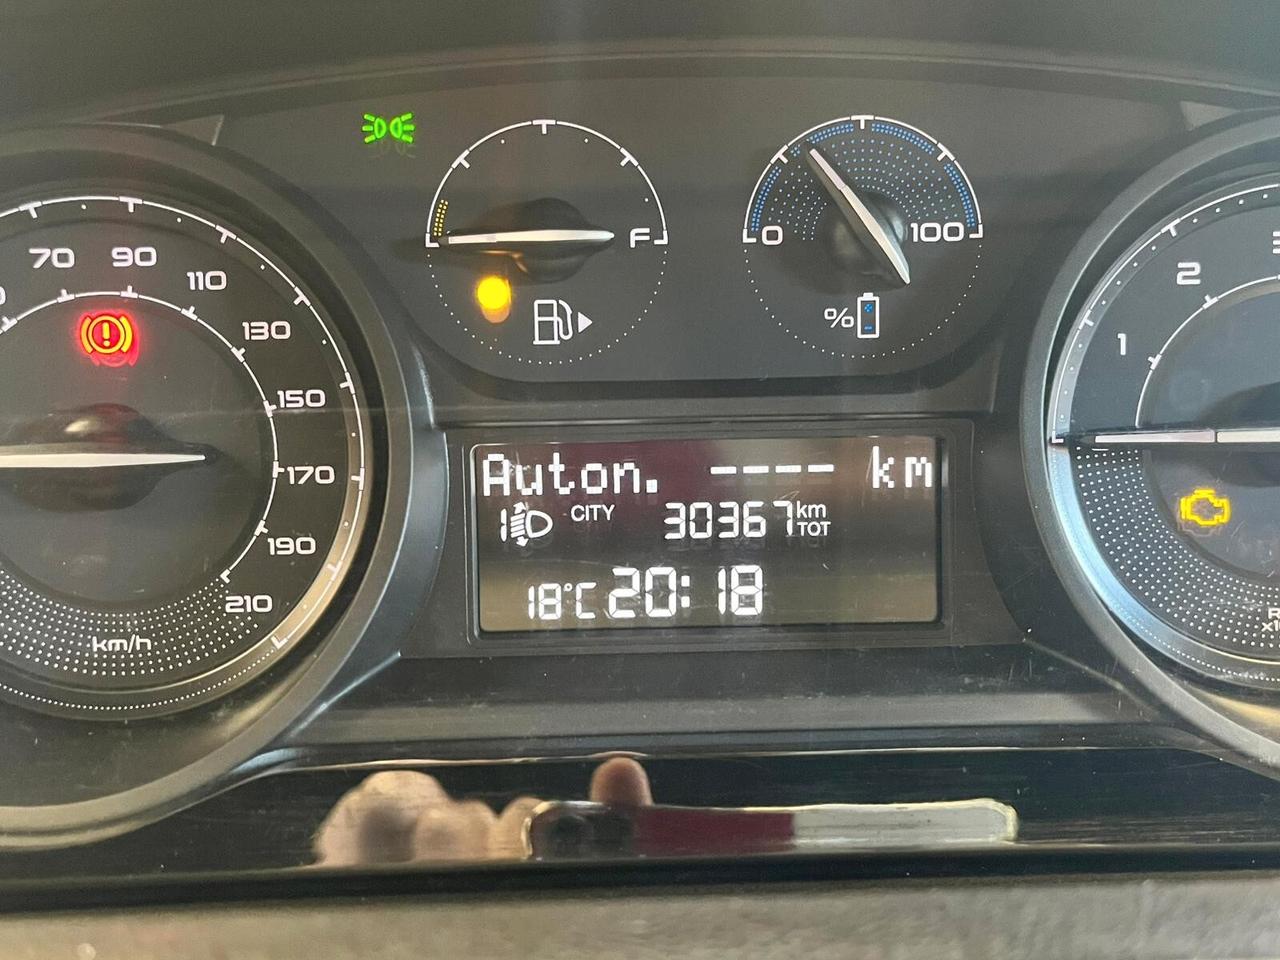 70 90
110
130
150
170
190
210
km/h
F
0 100
%
Auton. ---- km
CITY 30367 km TOT
18°C 20:18
1 2